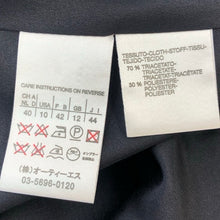 CARE INSTRUCTIONS ON REVERSE
CH A
NL D USA F B GB J I
40 10 42 12 44
(株)オーティーエス
03-5696-0120
TESSUTO-CLOTH-STOFF-TISSU-
TEJIDO-TECIDO
70 % TRIACETATO
TRIACETATE
TRIACETAT
TRIACETATE
30 % POLIESTERE
POLYESTER
POLYESTER